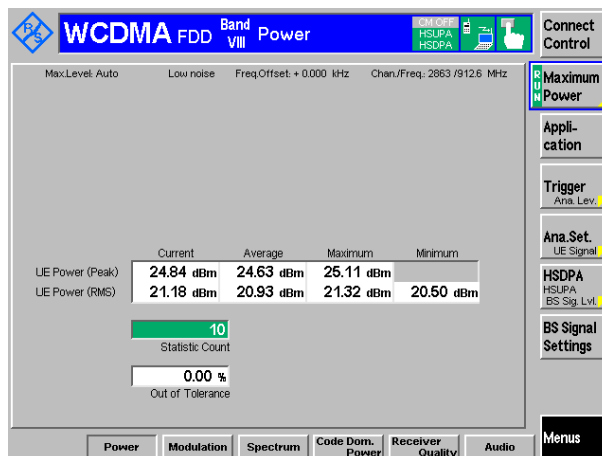 R S
WCDMA FDD Band VIII Power
CM OFF
HSUPA
HSDPA
Connect
Control
Max.Level: Auto Low noise Freq.Offset: + 0.000 kHz Chan./Freq.: 2863 /912.6 MHz
RUN
Maximum
Power
Appli-
cation
Trigger
Ana. Lev.
Ana.Set.
UE Signal
Current Average Maximum Minimum
UE Power (Peak) 24.84 dBm 24.63 dBm 25.11 dBm
UE Power (RMS) 21.18 dBm 20.93 dBm 21.32 dBm 20.50 dBm
HSDPA
HSUPA
BS Sig. Lvl.
10
Statistic Count
BS Signal
Settings
0.00 %
Out of Tolerance
Power Modulation Spectrum Code Dom. Power Receiver Quality Audio
Menus